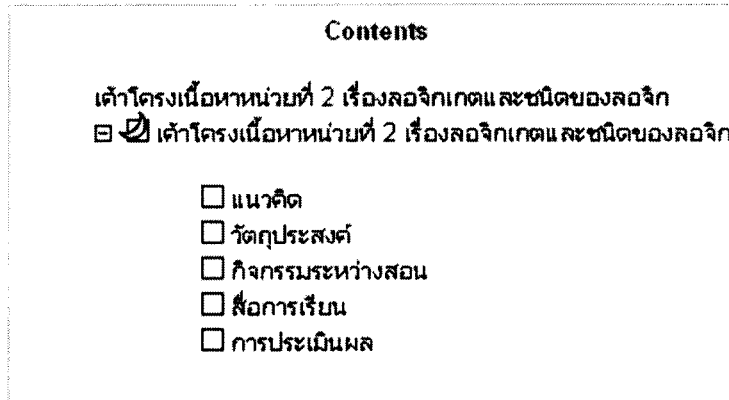 Contents
เค้าโครงเนื้อหาหน่วยที่ 2 เรื่องลอจิกเกตและชนิดของลอจิก
เค้าโครงเนื้อหาหน่วยที่ 2 เรื่องลอจิกเกตและชนิดของลอจิก
แนวคิด
วัตถุประสงค์
กิจกรรมระหว่างสอน
สื่อการเรียน
การประเมินผล